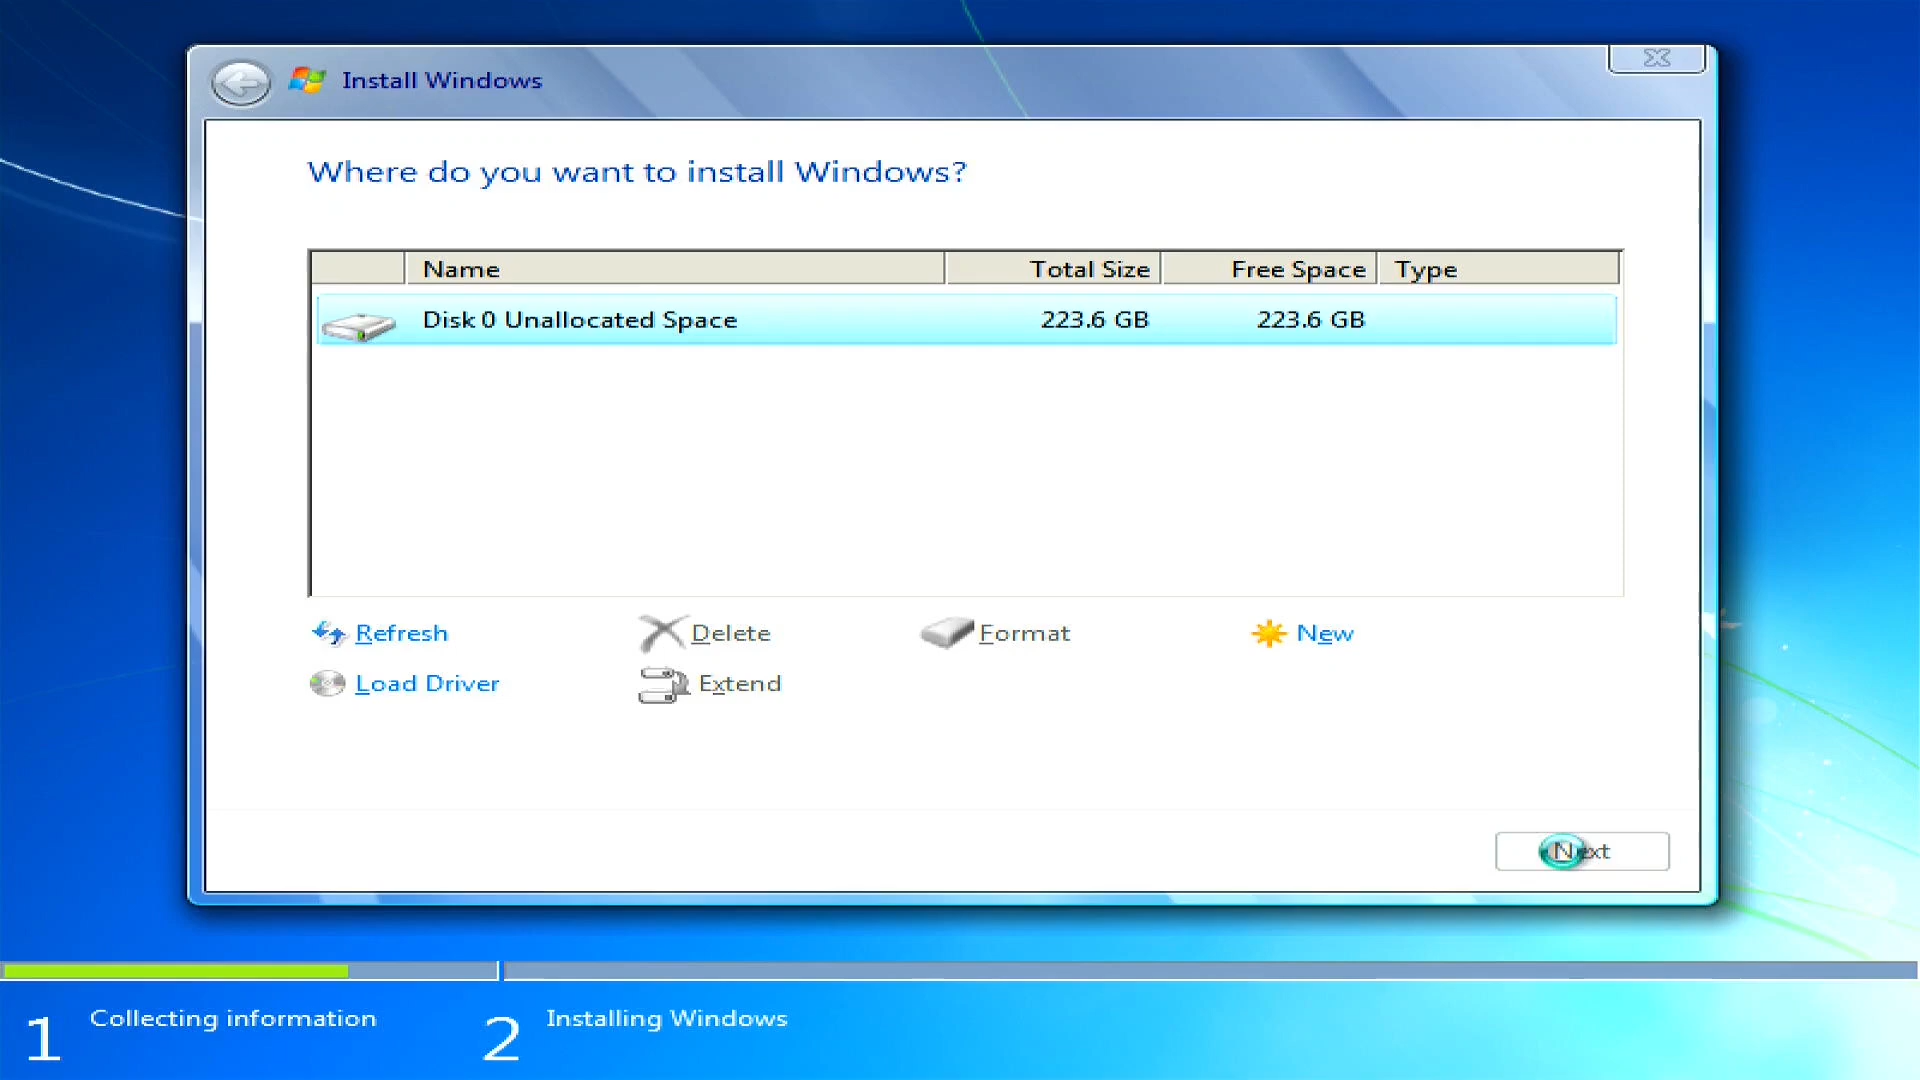 Install Windows
Where do you want to install Windows?
Name Total Size Free Space Type
Disk 0 Unallocated Space 223.6 GB 223.6 GB
Refresh Delete Format New
Load Driver Extend
Next
1 Collecting information 2 Installing Windows